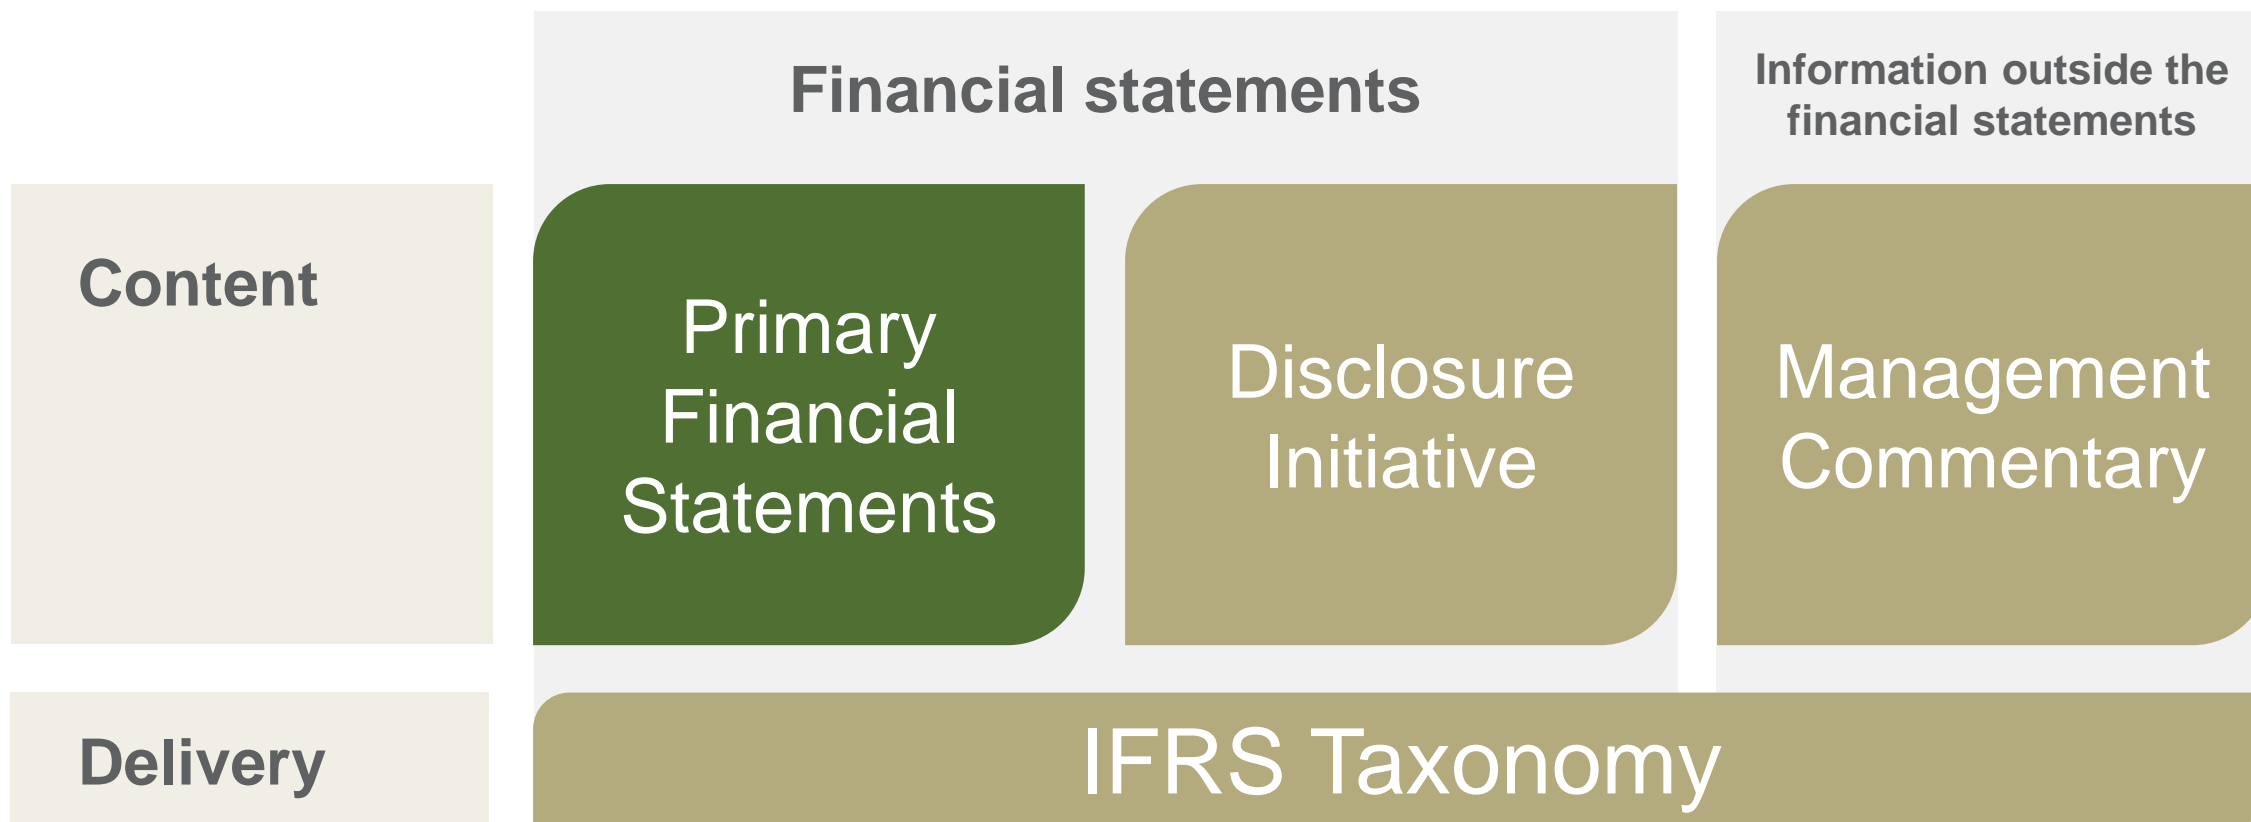 Financial statements
Information outside the
financial statements
Content
Primary
Financial
Statements
Disclosure
Initiative
Management
Commentary
Delivery
IFRS Taxonomy